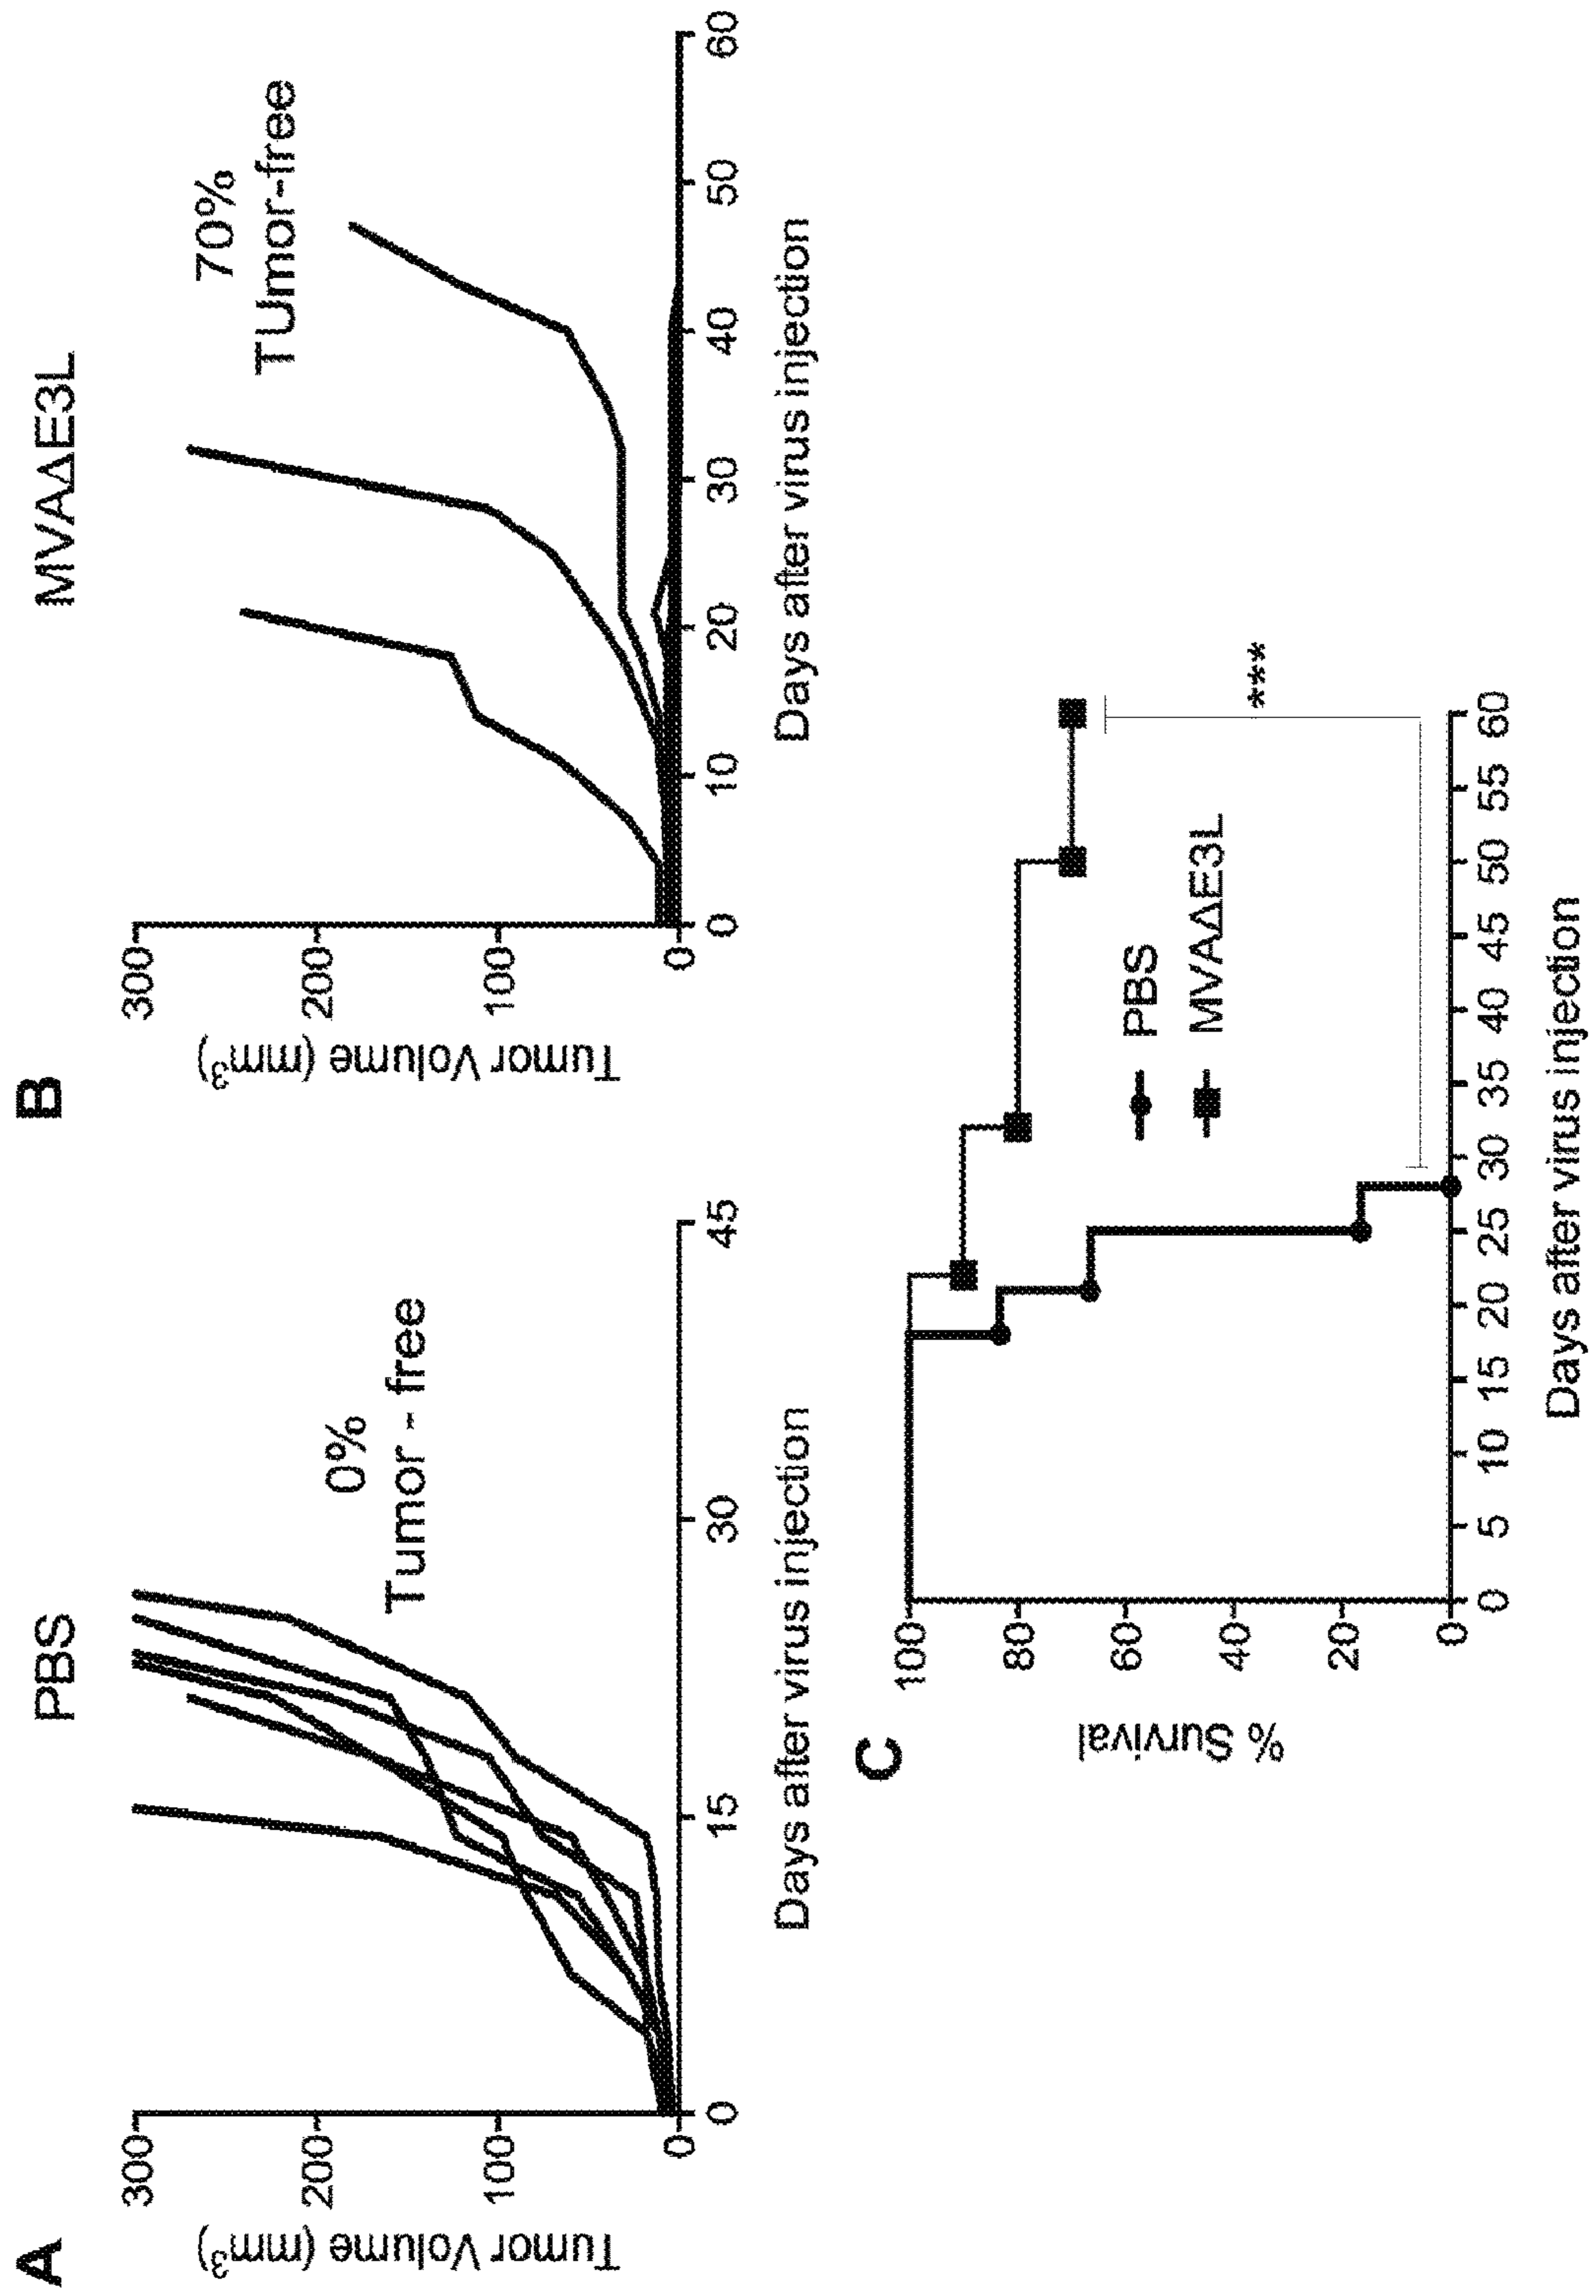 A
PBS
Tumor Volume (mm³)
300
200
100
0
0%
Tumor - free
0
15
30
45
Days after virus injection
B
MVAΔE3L
Tumor Volume (mm³)
300
200
100
0
70%
TUmor-free
0
10
20
30
40
50
60
Days after virus injection
C
% Survival
100
80
60
40
20
0
PBS
MVAΔE3L
***
0
5
10
15
20
25
30
35
40
45
50
55
60
Days after virus injection